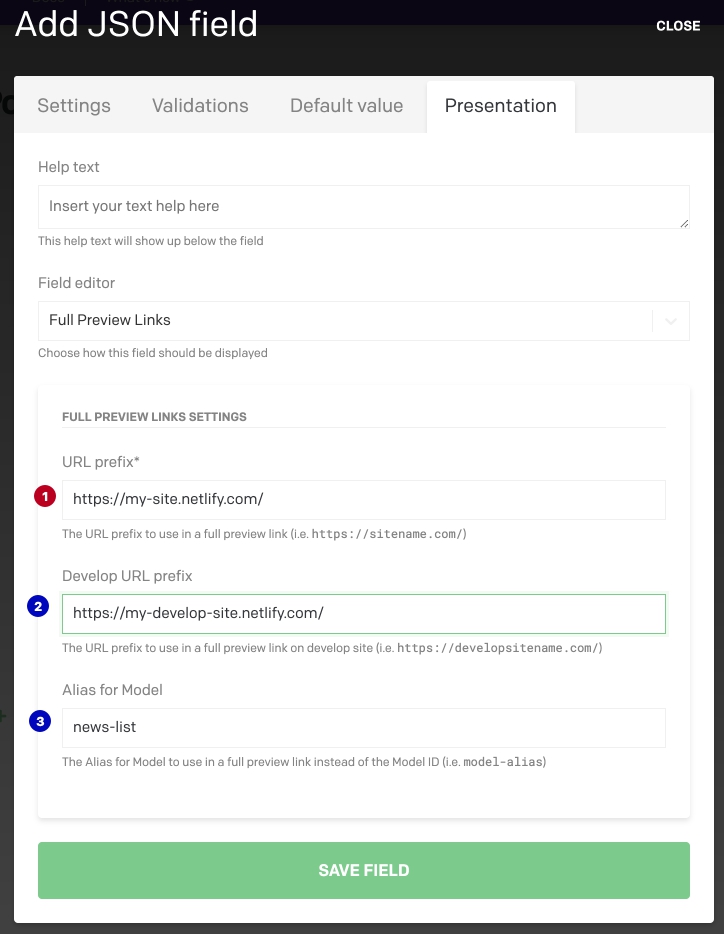 Add JSON field
CLOSE
Settings
Validations
Default value
Presentation
Help text
Insert your text help here
This help text will show up below the field
Field editor
Full Preview Links
Choose how this field should be displayed
FULL PREVIEW LINKS SETTINGS
URL prefix*
1
https://my-site.netlify.com/
The URL prefix to use in a full preview link (i.e. https://sitename.com/)
Develop URL prefix
2
https://my-develop-site.netlify.com/
The URL prefix to use in a full preview link on develop site (i.e. https://developsitename.com/)
Alias for Model
3
news-list
The Alias for Model to use in a full preview link instead of the Model ID (i.e. model-alias)
SAVE FIELD